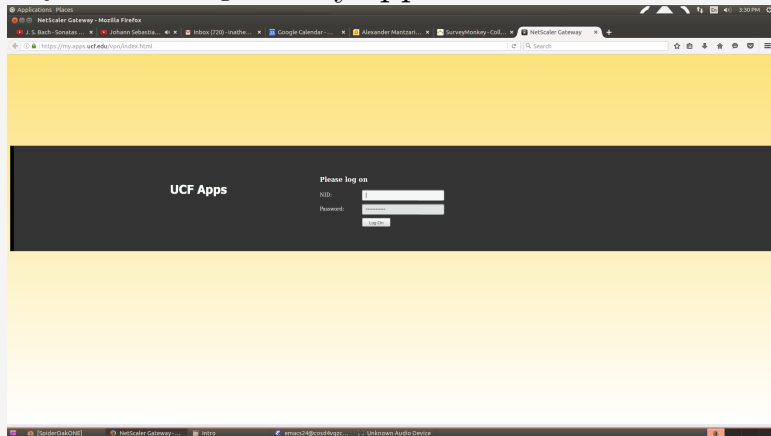 Applications Places En 3:30 PM
NetScaler Gateway - Mozilla Firefox
J. S. Bach - Sonatas ... Johann Sebastia... Inbox (720) - inathe... Google Calendar - ... Alexander Mantzari... SurveyMonkey - Coll... NetScaler Gateway
https://my.apps.ucf.edu/vpn/index.html Search
Please log on
UCF Apps
NID:
Password:
Log On
[SpiderOakONE] NetScaler Gateway-... Intro emacs24@cosd4vgzc... Unknown Audio Device